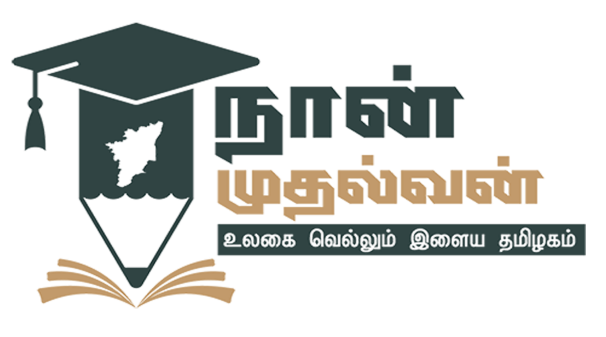 நான்
முதல்வன்
உலகை வெல்லும் இளைய தமிழகம்